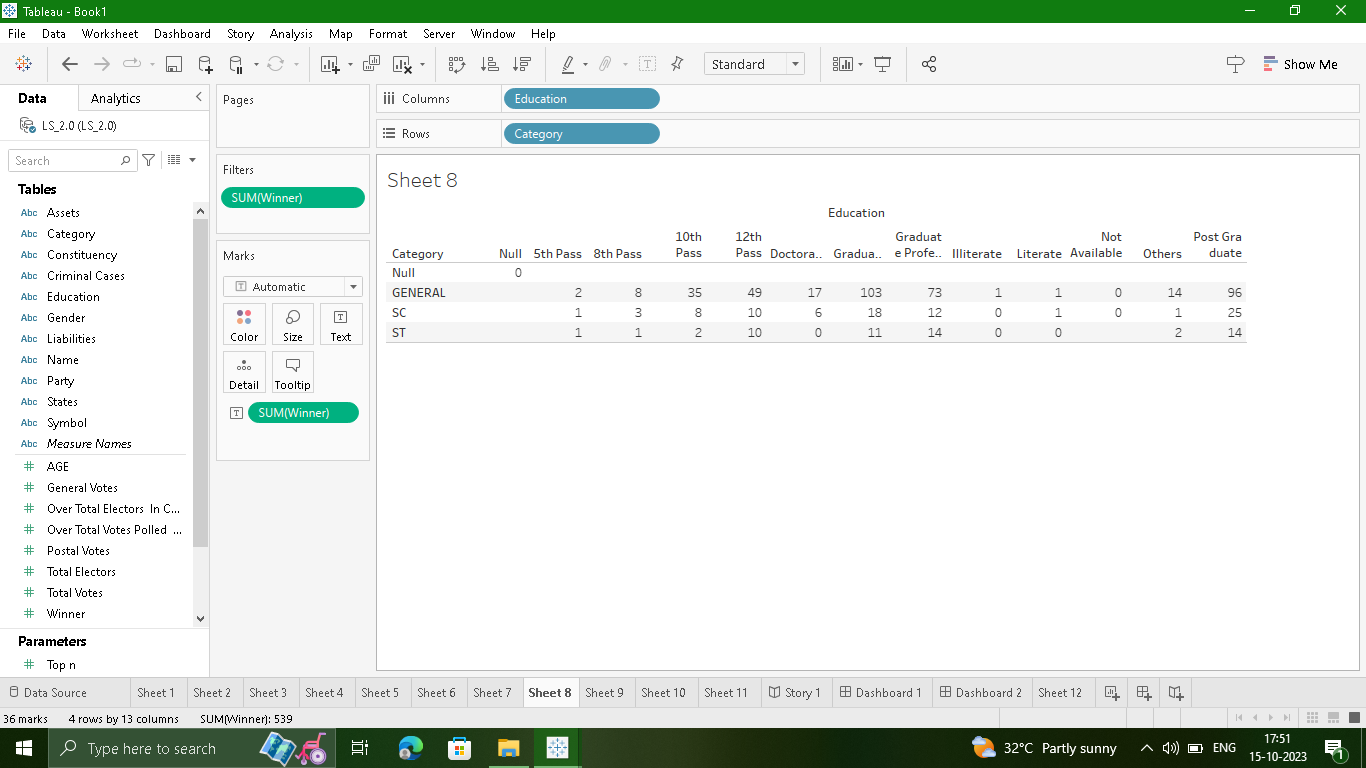 Tableau - Book1
File Data Worksheet Dashboard Story Analysis Map Format Server Window Help
Standard
Show Me
Data Analytics
LS_2.0 (LS_2.0)
Search
Tables
Abc Assets
Abc Category
Abc Constituency
Abc Criminal Cases
Abc Education
Abc Gender
Abc Liabilities
Abc Name
Abc Party
Abc States
Abc Symbol
Abc Measure Names
# AGE
# General Votes
# Over Total Electors In C...
# Over Total Votes Polled ...
# Postal Votes
# Total Electors
# Total Votes
# Winner
Parameters
# Top n
Pages
Filters
SUM(Winner)
Marks
T Automatic
Color Size Text
Detail Tooltip
T SUM(Winner)
Columns Education
Rows Category
Sheet 8
Education
Category Null 5th Pass 8th Pass 10th Pass 12th Pass Doctora.. Gradua.. Graduat e Profe.. Illiterate Literate Not Available Others Post Gra duate
Null 0
GENERAL 2 8 35 49 17 103 73 1 1 0 14 96
SC 1 3 8 10 6 18 12 0 1 0 1 25
ST 1 1 2 10 0 11 14 0 0 2 14
Data Source Sheet 1 Sheet 2 Sheet 3 Sheet 4 Sheet 5 Sheet 6 Sheet 7 Sheet 8 Sheet 9 Sheet 10 Sheet 11 Story 1 Dashboard 1 Dashboard 2 Sheet 12
36 marks 4 rows by 13 columns SUM(Winner): 539
Type here to search
32°C Partly sunny
ENG
17:51
15-10-2023
1